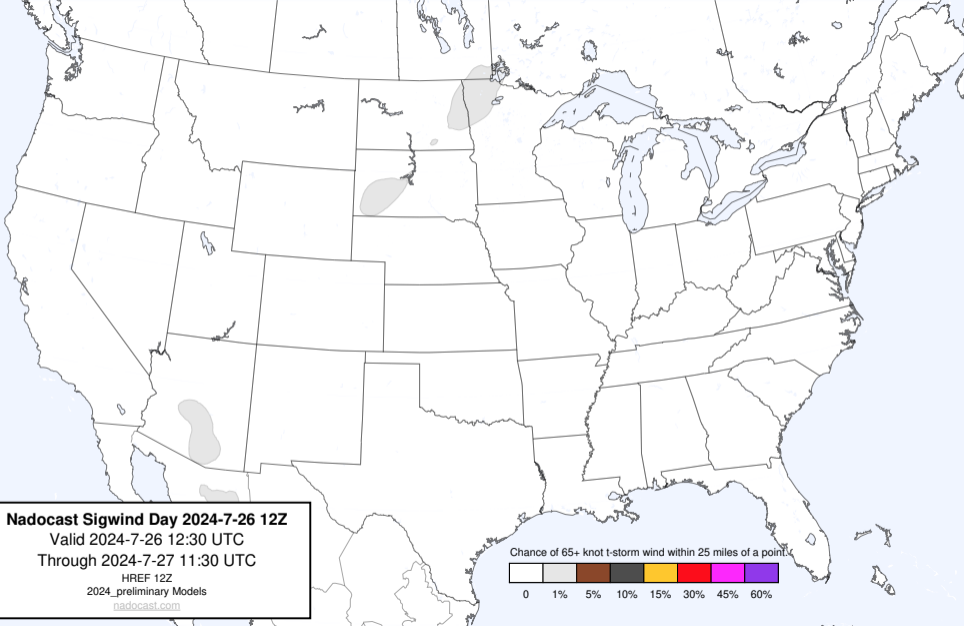 Nadocast Sigwind Day 2024-7-26 12Z
Valid 2024-7-26 12:30 UTC
Through 2024-7-27 11:30 UTC
HREF 12Z
2024_preliminary Models
nadocast.com
Chance of 65+ knot t-storm wind within 25 miles of a point.
0 1% 5% 10% 15% 30% 45% 60%